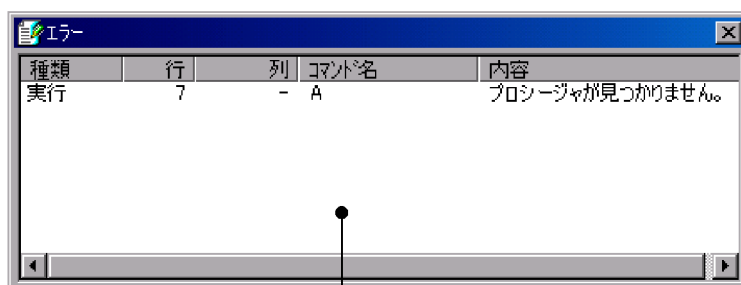 エラー
種類 行 列 コマンド名 内容
実行 7 - A プロシージャが見つかりません。